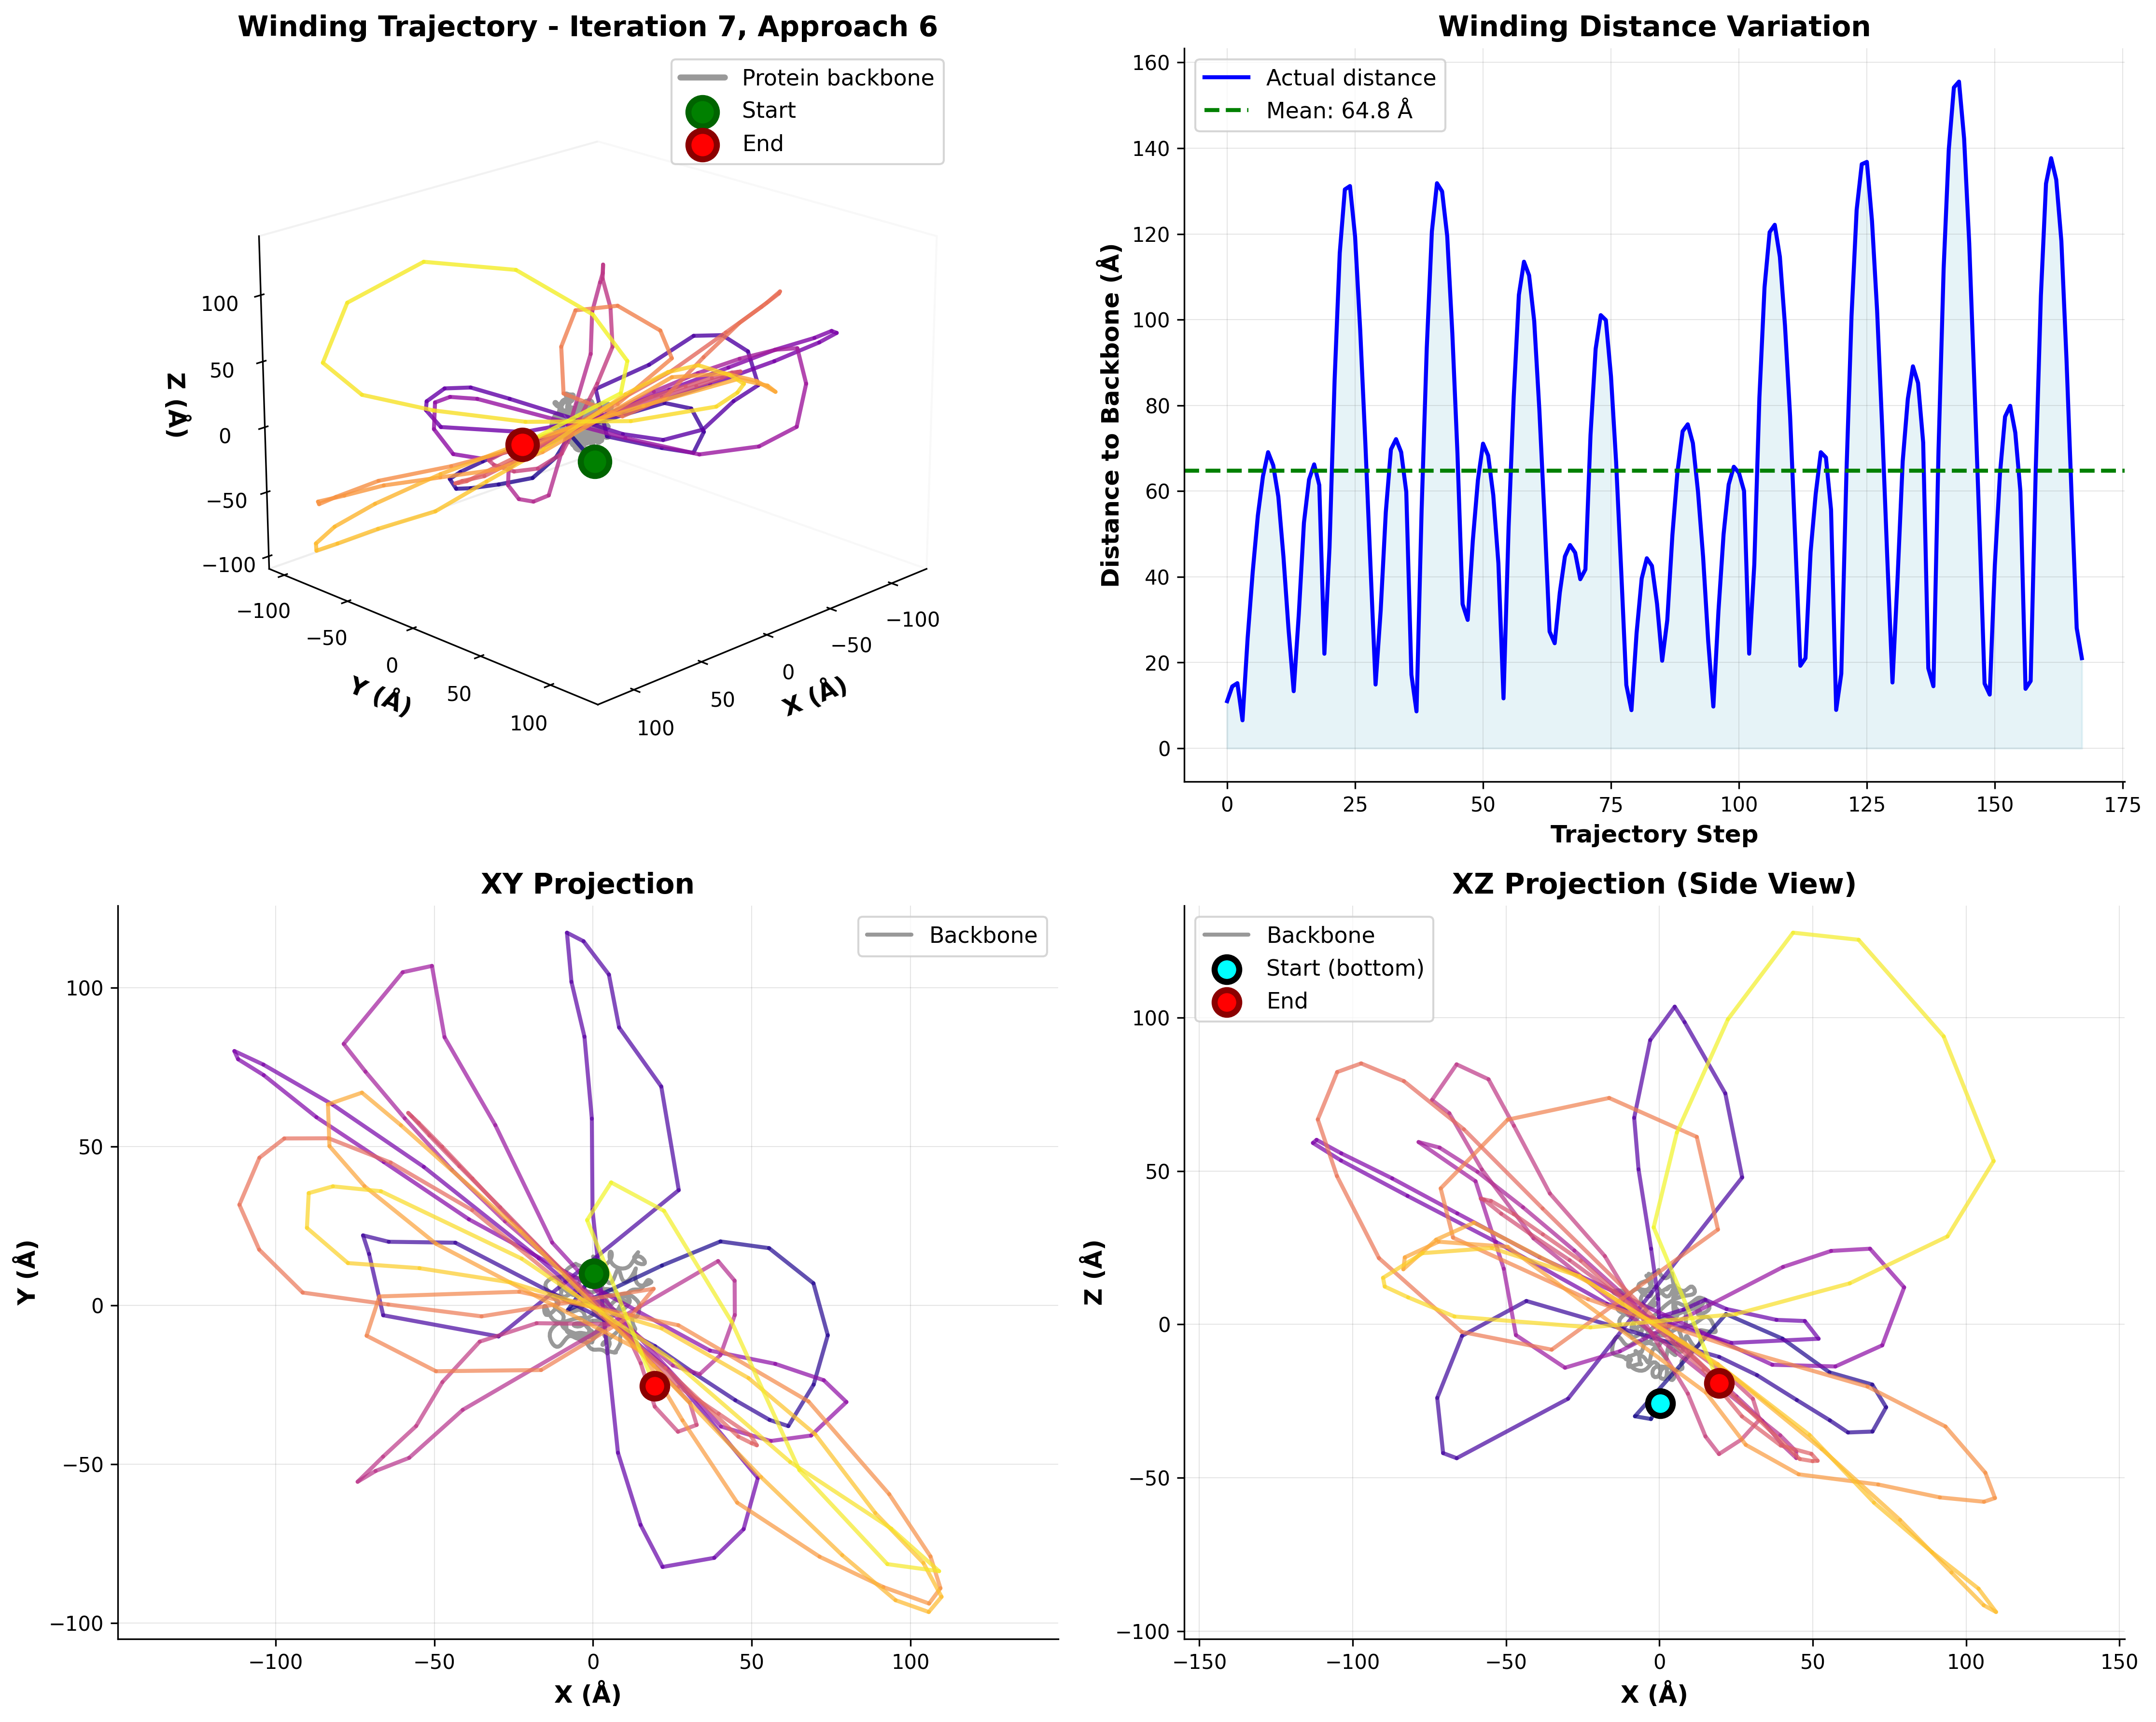 Winding Trajectory - Iteration 7, Approach 6
Protein backbone
Start
End
100
50
0
−50
−100
Z (Å)
−100
−50
0
50
100
Y (Å)
100
50
0
−50
−100
X (Å)
Winding Distance Variation
Actual distance
Mean: 64.8 Å
160
140
120
100
80
60
40
20
0
Distance to Backbone (Å)
0 25 50 75 100 125 150 175
Trajectory Step
XY Projection
Backbone
100
50
0
−50
−100
Y (Å)
−100 −50 0 50 100
X (Å)
XZ Projection (Side View)
Backbone
Start (bottom)
End
100
50
0
−50
−100
Z (Å)
−150 −100 −50 0 50 100 150
X (Å)